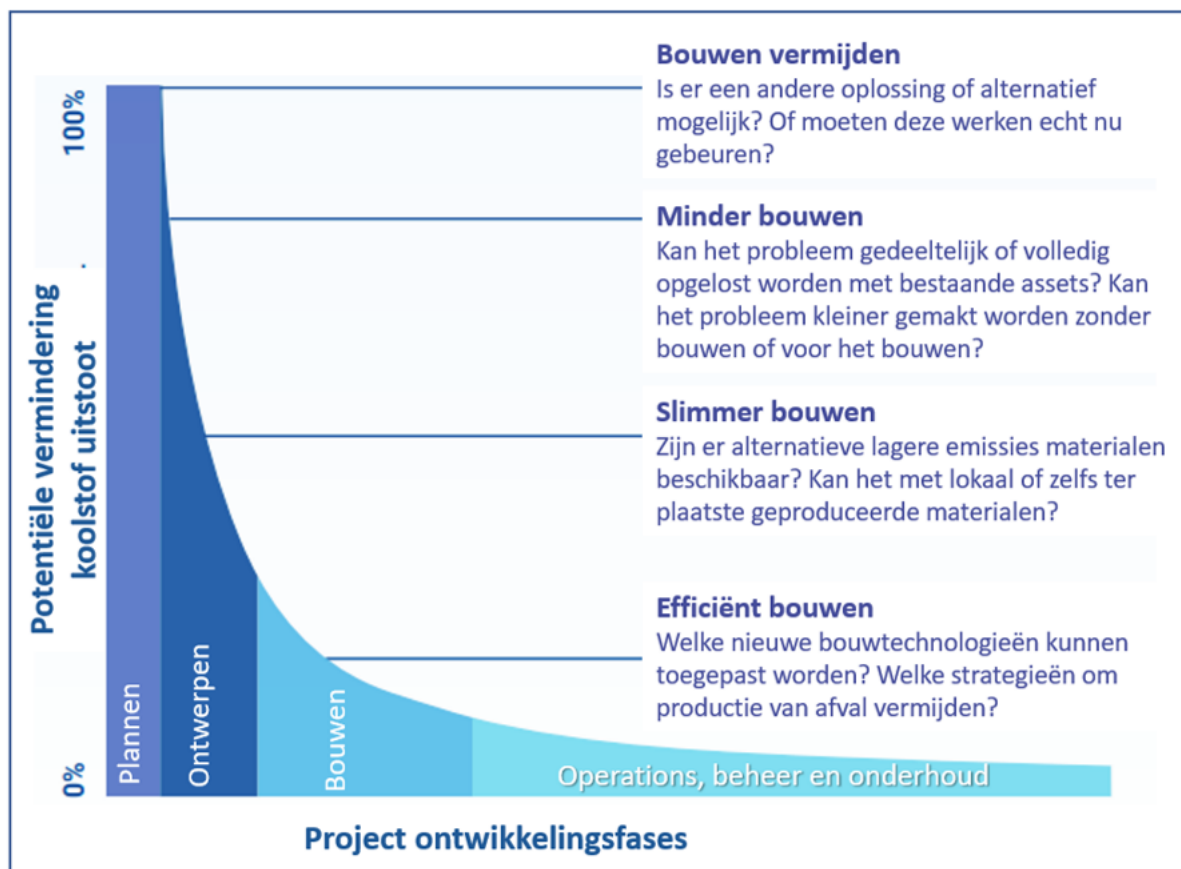 Bouwen vermijden
Is er een andere oplossing of alternatief
mogelijk? Of moeten deze werken echt nu
gebeuren?
Minder bouwen
Kan het probleem gedeeltelijk of volledig
opgelost worden met bestaande assets? Kan
het probleem kleiner gemakt worden zonder
bouwen of voor het bouwen?
Slimmer bouwen
Zijn er alternatieve lagere emissies materialen
beschikbaar? Kan het met lokaal of zelfs ter
plaatste geproduceerde materialen?
Efficiënt bouwen
Welke nieuwe bouwtechnologieën kunnen
toegepast worden? Welke strategieën om
productie van afval vermijden?
100%
Potentiële vermindering
koolstof uitstoot
0%
Plannen
Ontwerpen
Bouwen
Operations, beheer en onderhoud
Project ontwikkelingsfases